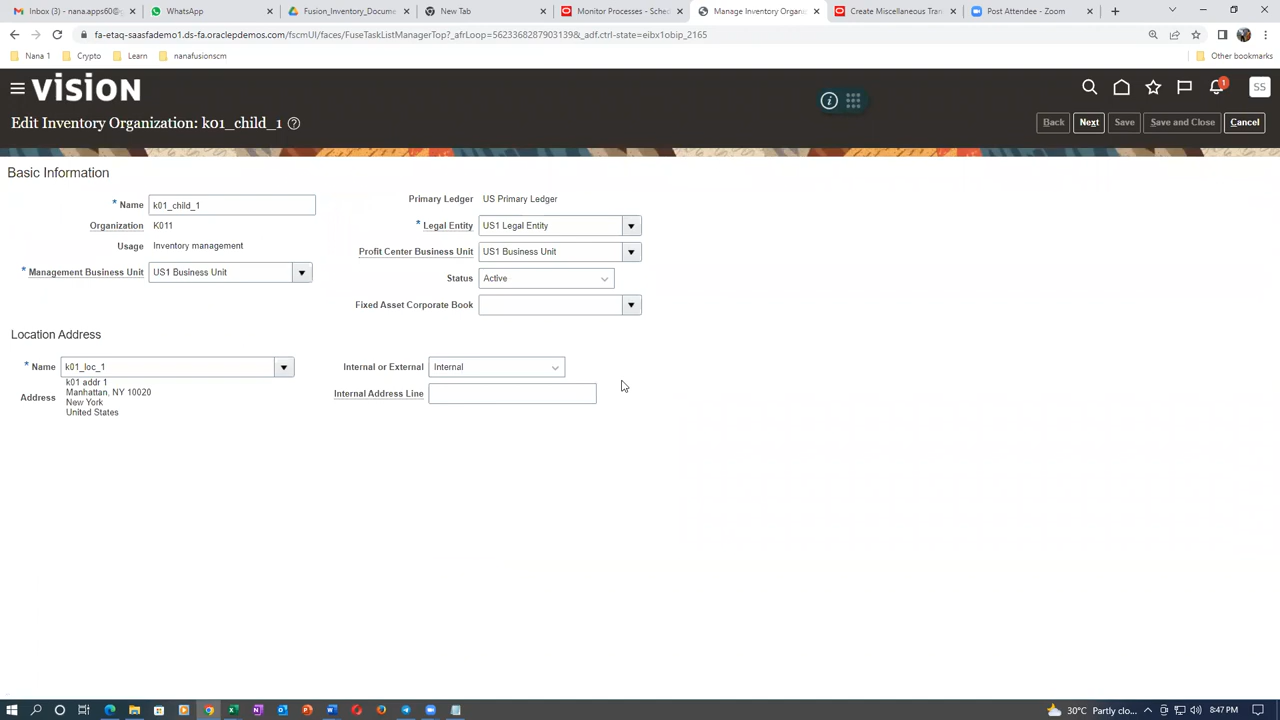 Inbox (3) - nana.apps60@
WhatsApp
Fusion_Inventory_Docume
New Tab
Monitor Processes - Sched
Manage Inventory Organi
Create Miscellaneous Tran
Post Attendee - Zoom
fa-etaq-saasfademo1.ds-fa.oraclepdemos.com/fscmUI/faces/FuseTaskListManagerTop?_afrLoop=5623368287903139&_adf.ctrl-state=eibx1obip_2165
Nana 1
Crypto
Learn
nanafusionscm
Other bookmarks
VISION
1
SS
Edit Inventory Organization: k01_child_1
Back
Next
Save
Save and Close
Cancel
Basic Information
* Name k01_child_1
Organization K011
Usage Inventory management
* Management Business Unit US1 Business Unit
Primary Ledger US Primary Ledger
* Legal Entity US1 Legal Entity
Profit Center Business Unit US1 Business Unit
Status Active
Fixed Asset Corporate Book
Location Address
* Name k01_loc_1
Address k01 addr 1
Manhattan, NY 10020
New York
United States
Internal or External Internal
Internal Address Line
30°C Partly clo...
8:47 PM